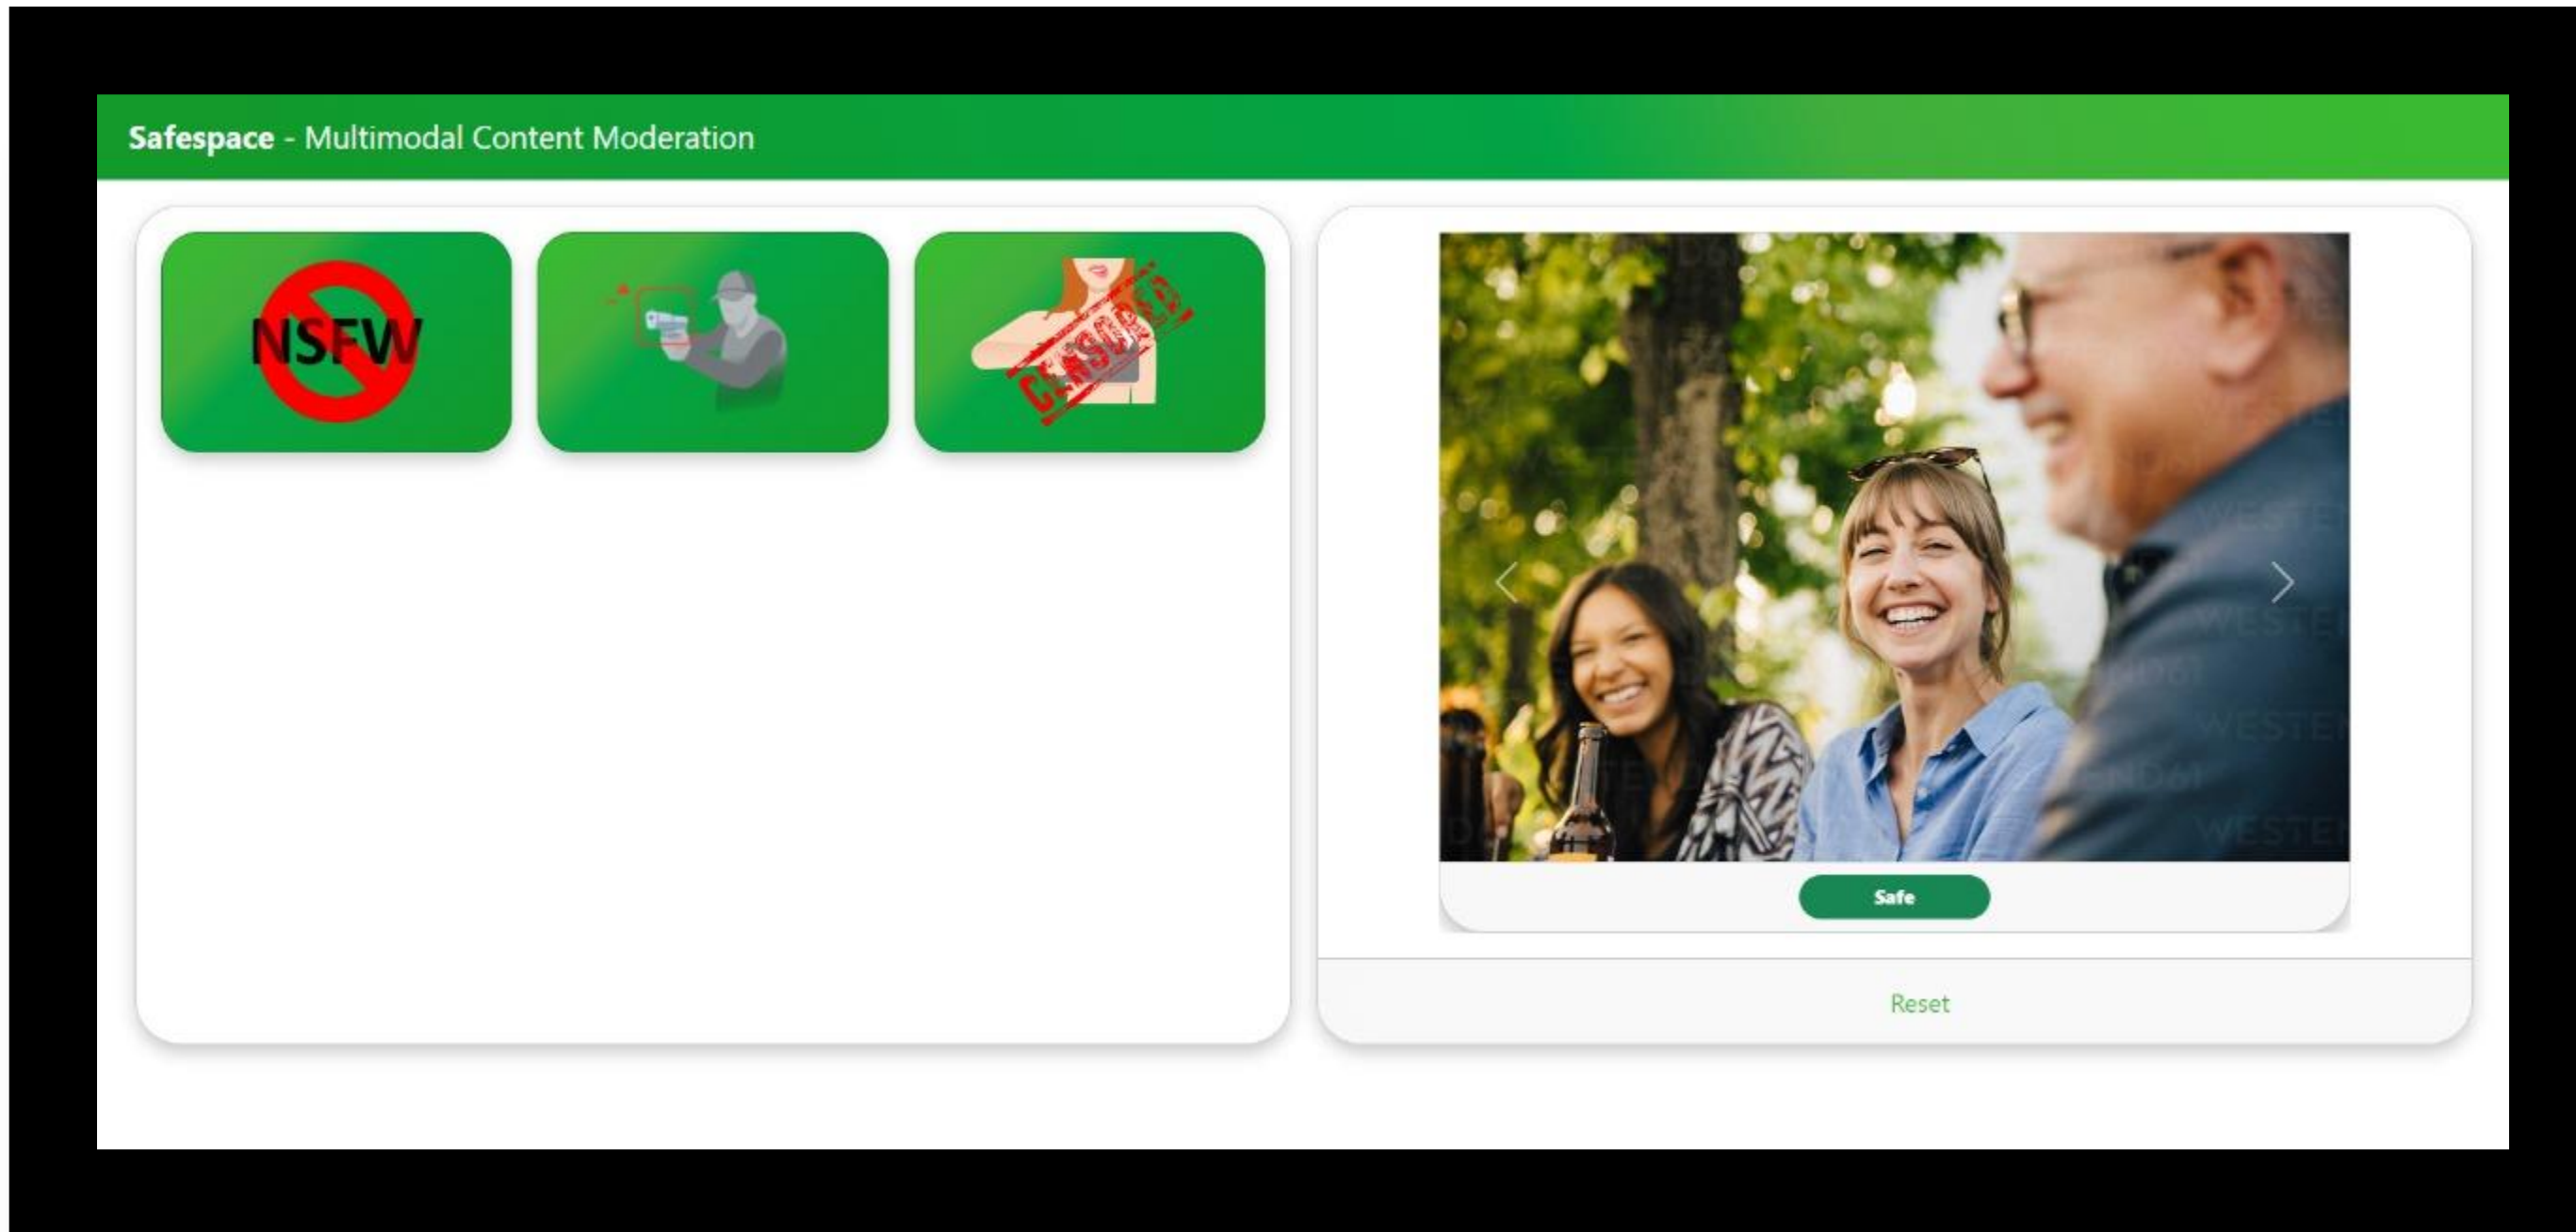 Safespace - Multimodal Content Moderation
NSFW
CENSORED
Safe
Reset